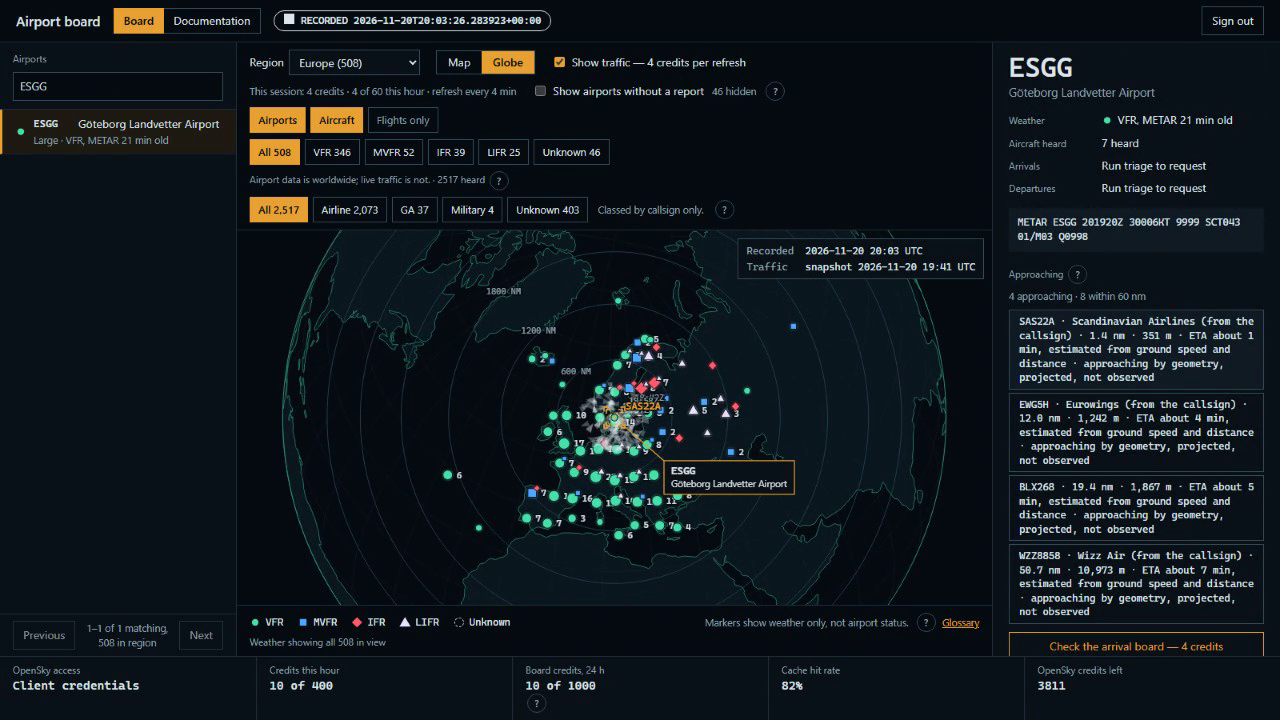 Airport board
Board
Documentation
RECORDED 2026-11-20T20:03:26.283923+00:00
Sign out
Airports
ESGG
ESGG Göteborg Landvetter Airport
Large · VFR, METAR 21 min old
Previous
1–1 of 1 matching,
508 in region
Next
Region
Europe (508)
Map
Globe
Show traffic — 4 credits per refresh
This session: 4 credits · 4 of 60 this hour · refresh every 4 min
Show airports without a report
46 hidden
?
Airports
Aircraft
Flights only
All 508
VFR 346
MVFR 52
IFR 39
LIFR 25
Unknown 46
Airport data is worldwide; live traffic is not. · 2517 heard
?
All 2,517
Airline 2,073
GA 37
Military 4
Unknown 403
Classed by callsign only.
?
Recorded 2026-11-20 20:03 UTC
Traffic snapshot 2026-11-20 19:41 UTC
1800 NM
1200 NM
600 NM
SAS22A
ESGG
Göteborg Landvetter Airport
VFR
MVFR
IFR
LIFR
Unknown
Markers show weather only, not airport status.
?
Glossary
Weather showing all 508 in view
ESGG
Göteborg Landvetter Airport
Weather VFR, METAR 21 min old
Aircraft heard 7 heard
Arrivals Run triage to request
Departures Run triage to request
METAR ESGG 201920Z 30006KT 9999 SCT043
01/M03 Q0998
Approaching ?
4 approaching · 8 within 60 nm
SAS22A · Scandinavian Airlines (from the
callsign) · 1.4 nm · 351 m · ETA about 1
min, estimated from ground speed and
distance · approaching by geometry,
projected, not observed
EWG5H · Eurowings (from the callsign) ·
12.0 nm · 1,242 m · ETA about 4 min,
estimated from ground speed and distance
· approaching by geometry, projected,
not observed
BLX268 · 19.4 nm · 1,867 m · ETA about 5
min, estimated from ground speed and
distance · approaching by geometry,
projected, not observed
WZZ8858 · Wizz Air (from the callsign) ·
50.7 nm · 10,973 m · ETA about 7 min,
estimated from ground speed and distance
· approaching by geometry, projected,
not observed
Check the arrival board — 4 credits
OpenSky access
Client credentials
Credits this hour
10 of 400
Board credits, 24 h
10 of 1000
?
Cache hit rate
82%
OpenSky credits left
3811